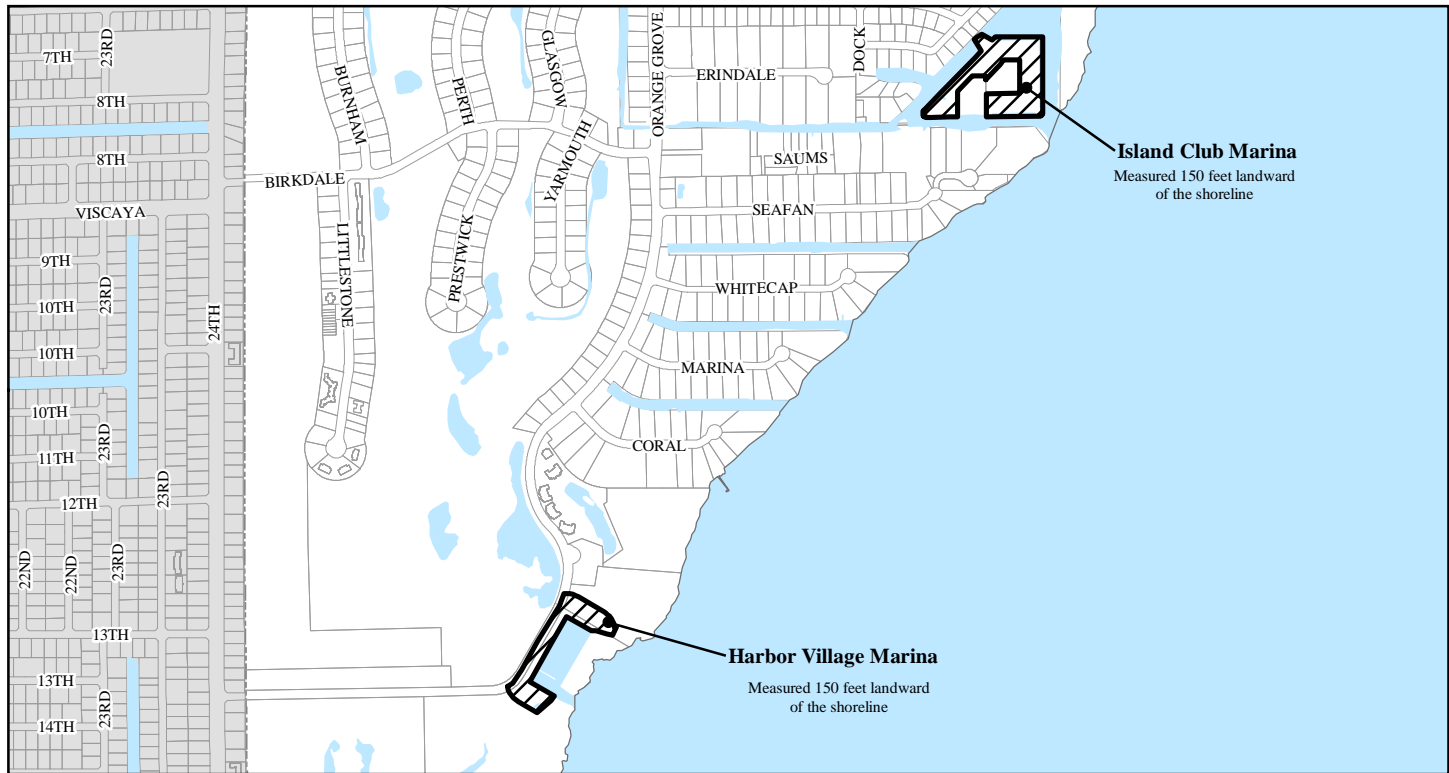 23RD
7TH
8TH
8TH
VISCAYA
9TH
23RD
10TH
10TH
10TH
23RD
11TH
12TH
23RD
22ND
22ND
23RD
13TH
13TH
23RD
14TH
24TH
BURNHAM
BIRKDALE
LITTLESTONE
PERTH
PRESTWICK
GLASGOW
YARMOUTH
ORANGE GROVE
ERINDALE
DOCK
SAUMS
SEAFAN
WHITECAP
MARINA
CORAL
Island Club Marina
Measured 150 feet landward
of the shoreline
Harbor Village Marina
Measured 150 feet landward
of the shoreline